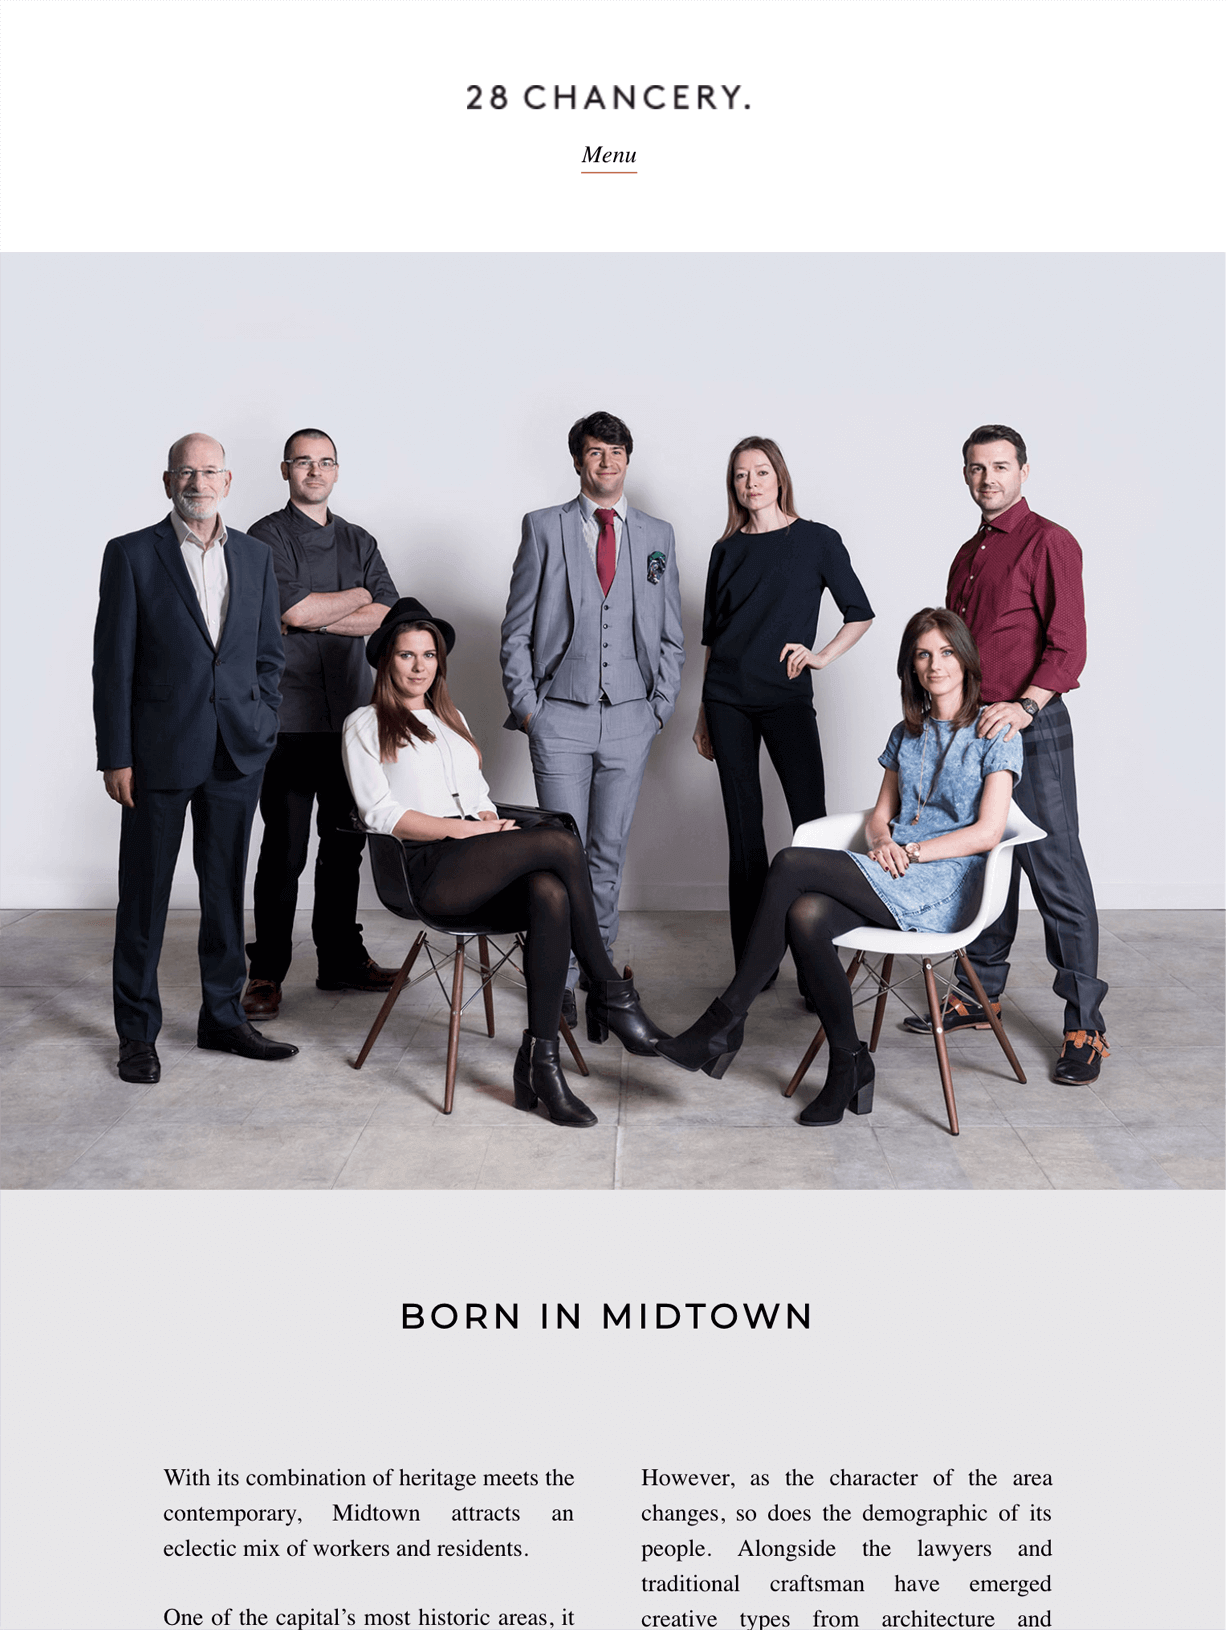 28 CHANCERY.
Menu
BORN IN MIDTOWN
With its combination of heritage meets the
contemporary, Midtown attracts an
eclectic mix of workers and residents.
One of the capital’s most historic areas, it
However, as the character of the area
changes, so does the demographic of its
people. Alongside the lawyers and
traditional craftsman have emerged
creative types from architecture and